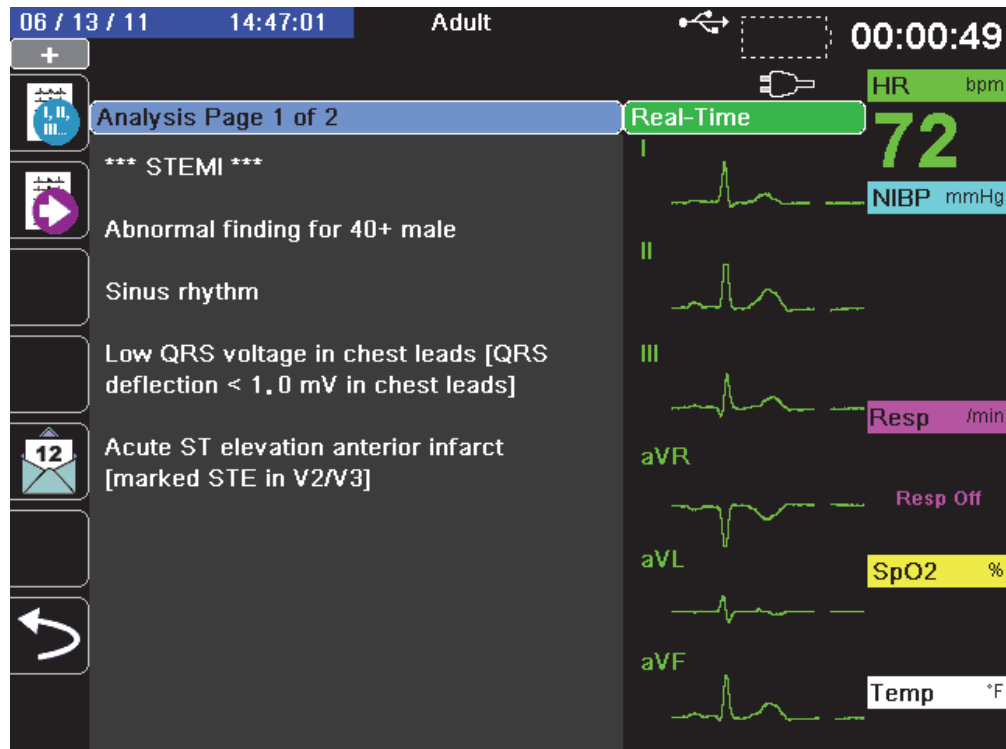 06 / 13 / 11 14:47:01 Adult 00:00:49
+
HR bpm
I, II,
III...
Analysis Page 1 of 2
Real-Time
72
*** STEMI ***
I
NIBP mmHg
Abnormal finding for 40+ male
II
Sinus rhythm
Low QRS voltage in chest leads [QRS
deflection < 1.0 mV in chest leads]
III
Resp /min
12
Acute ST elevation anterior infarct
[marked STE in V2/V3]
aVR
Resp Off
aVL
SpO2 %
aVF
Temp °F